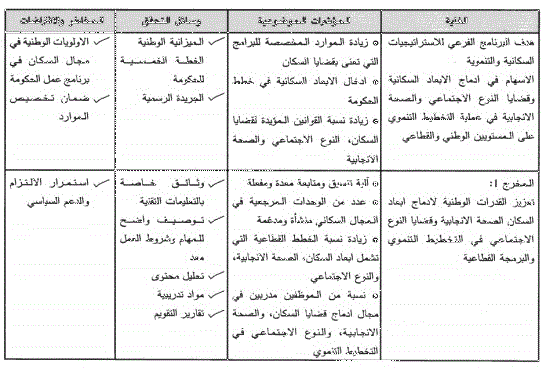 الغاية
المؤشرات الموضوعية
وسائل التحقق
المخاطر والافتراضات
هدف البرنامج الفرعي للاستراتيجيات
السكانية والتنموية
الاسهام في ادماج الابعاد السكانية
وقضايا النوع الاجتماعي والصحة
الانجابية في عملية التخطيط التنموي
على المستويين الوطني والقطاعي
زيادة الموارد المخصصة للبرامج
التي تعنى بقضايا السكان
ادخال الابعاد السكانية في خطط
الحكومة
زيادة نسبة القوانين المؤيدة لقضايا
السكان، النوع الاجتماعي والصحة
الانجابية
الميزانية الوطنية
الخطة الخمسية
للحكومة
الجريدة الرسمية
الاولويات الوطنية في
مجال السكان في
برنامج عمل الحكومة
ضمان تخصيص
الموارد
المخرج 1:
تعزيز القدرات الوطنية لادماج ابعاد
السكان الصحة الانجابية وقضايا النوع
الاجتماعي في التخطيط التنموي
والبرمجة القطاعية
آلية تنسيق ومتابعة معدة ومفعلة
عدد من الوحدات المرجعية في
المجال السكاني منشأة ومدعمة
زيادة نسبة الخطط القطاعية التي
تشمل ابعاد السكان، الصحة الانجابية،
والنوع الاجتماعي
نسبة من الموظفين مدربين في
مجال ادماج قضايا السكان، والصحة
الانجابية، والنوع الاجتماعي في
التخطيط التنموي
وثائق خاصة
بالتعليمات التقنية
توصيف واضح
للمهام وشروط العمل
معد
تحليل محتوى
مواد تدريبية
تقارير التقويم
استمرار الالتزام
والدعم السياسي